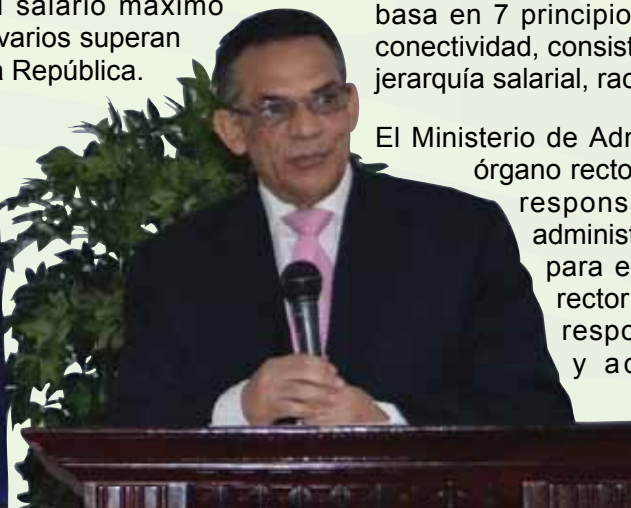 salario máximo
varios superan
a República.
basa en 7 principio
conectividad, consist
jerarquía salarial, rac
El Ministerio de Adr
órgano recto
respons
administ
para e
rector
respo
y ac